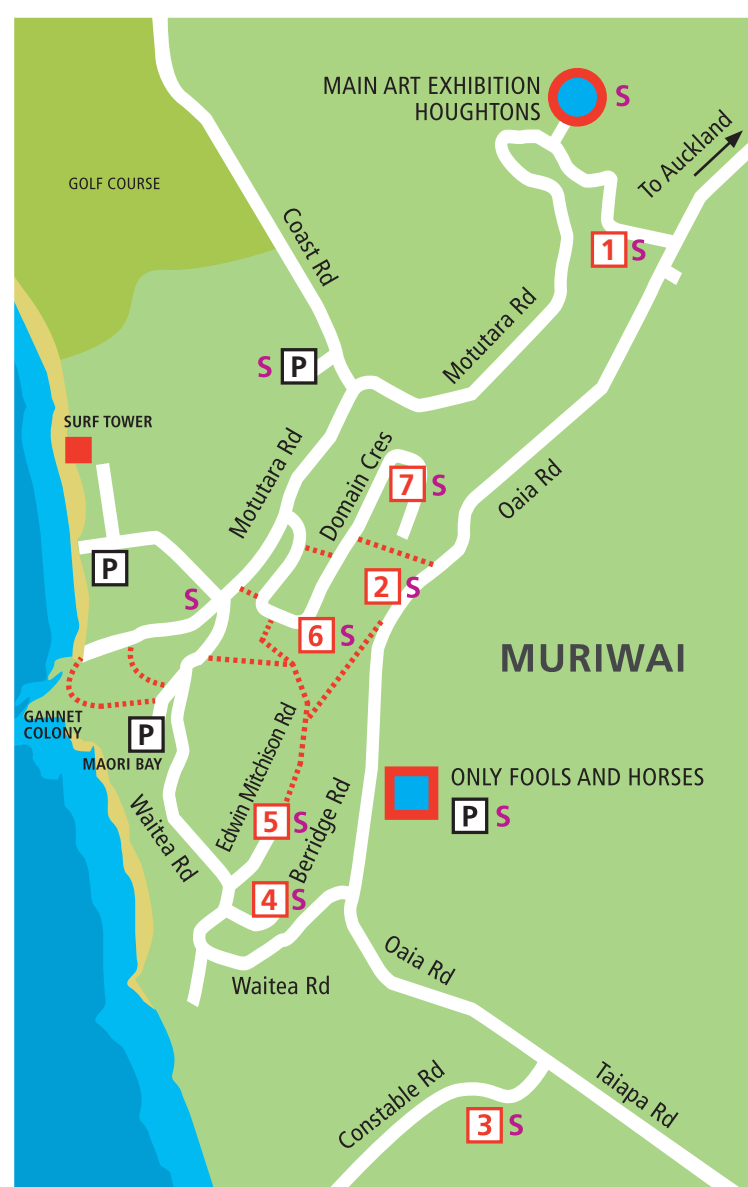 MAIN ART EXHIBITION
HOUGHTONS
S
To Auckland
GOLF COURSE
Coast Rd
1 S
Motutara Rd
S P
SURF TOWER
Motutara Rd
Domain Cres
7 S
Oaia Rd
P
S
2 S
6 S
MURIWAI
GANNET
COLONY
P
MAORI BAY
Edwin Mitchison Rd
ONLY FOOLS AND HORSES
P S
Waitea Rd
5 S
Berridge Rd
4 S
Oaia Rd
Waitea Rd
Constable Rd
Taiapa Rd
3 S